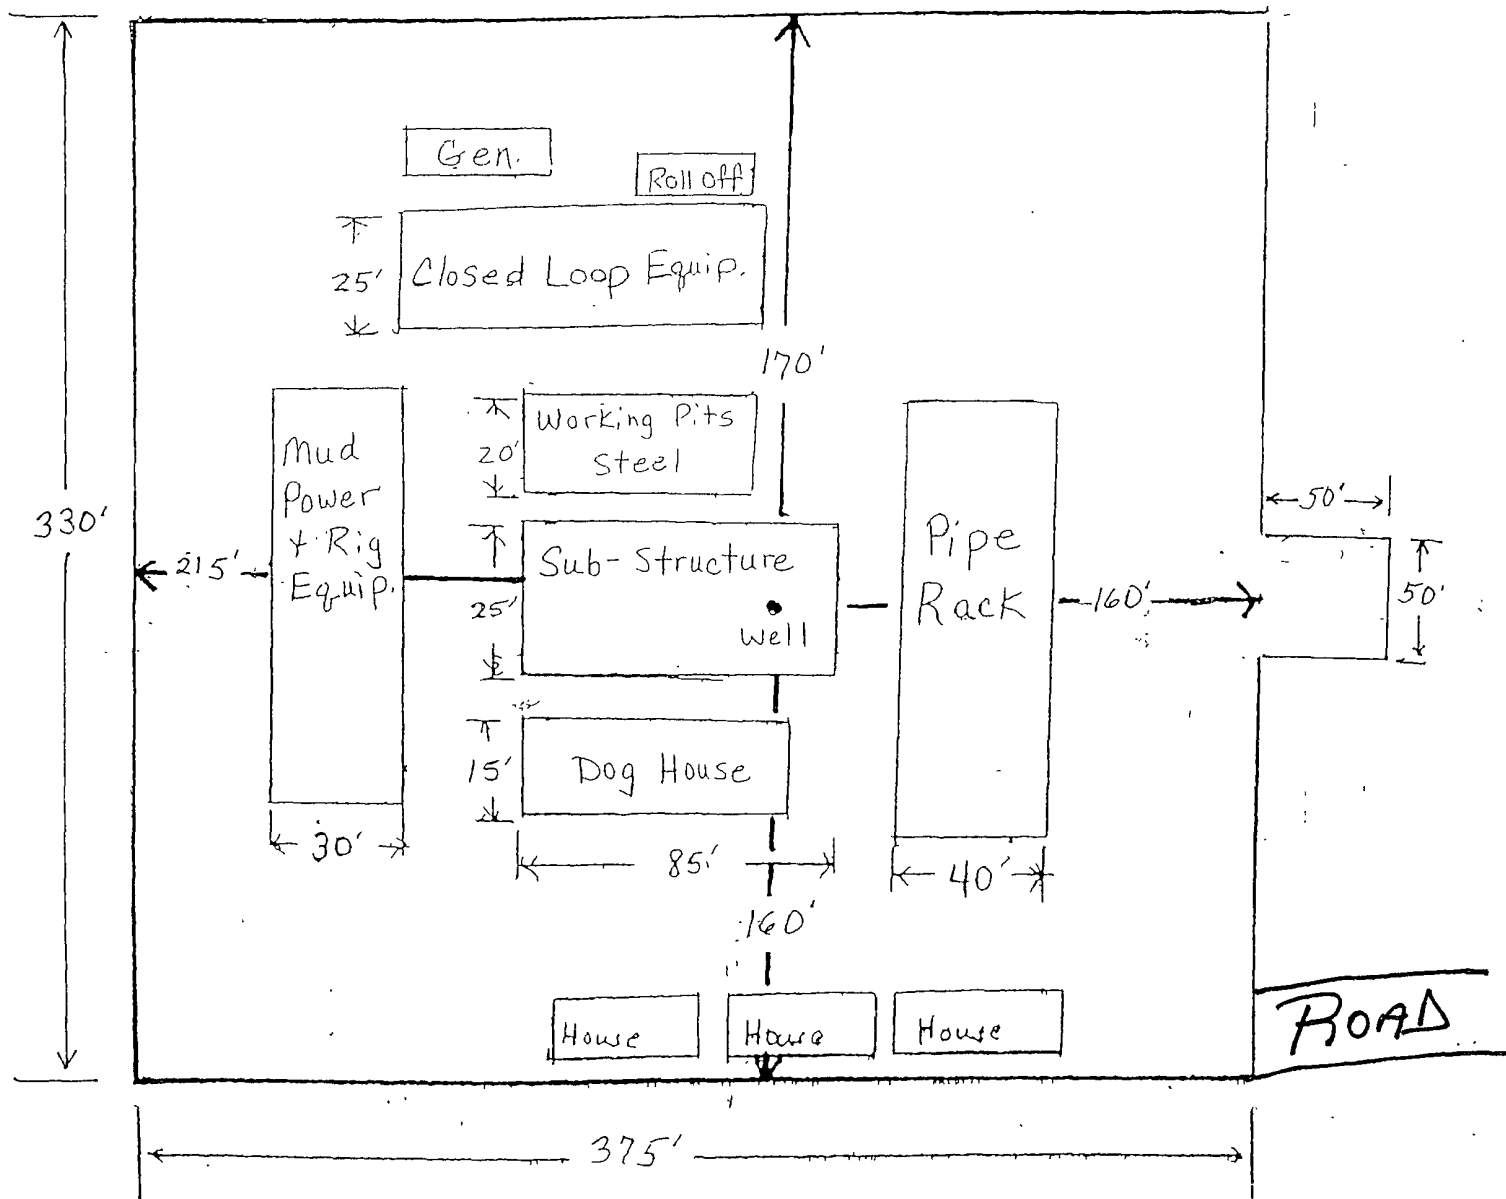 Gen.
Roll off
25'
Closed Loop Equip.
170'
Mud
Power
+ Rig
Equip.
20'
Working Pits
Steel
330'
215'
25'
Sub-Structure
Well
Pipe
Rack
160'
50'
50'
15'
Dog House
30'
85'
40'
160'
House
House
House
ROAD
375'